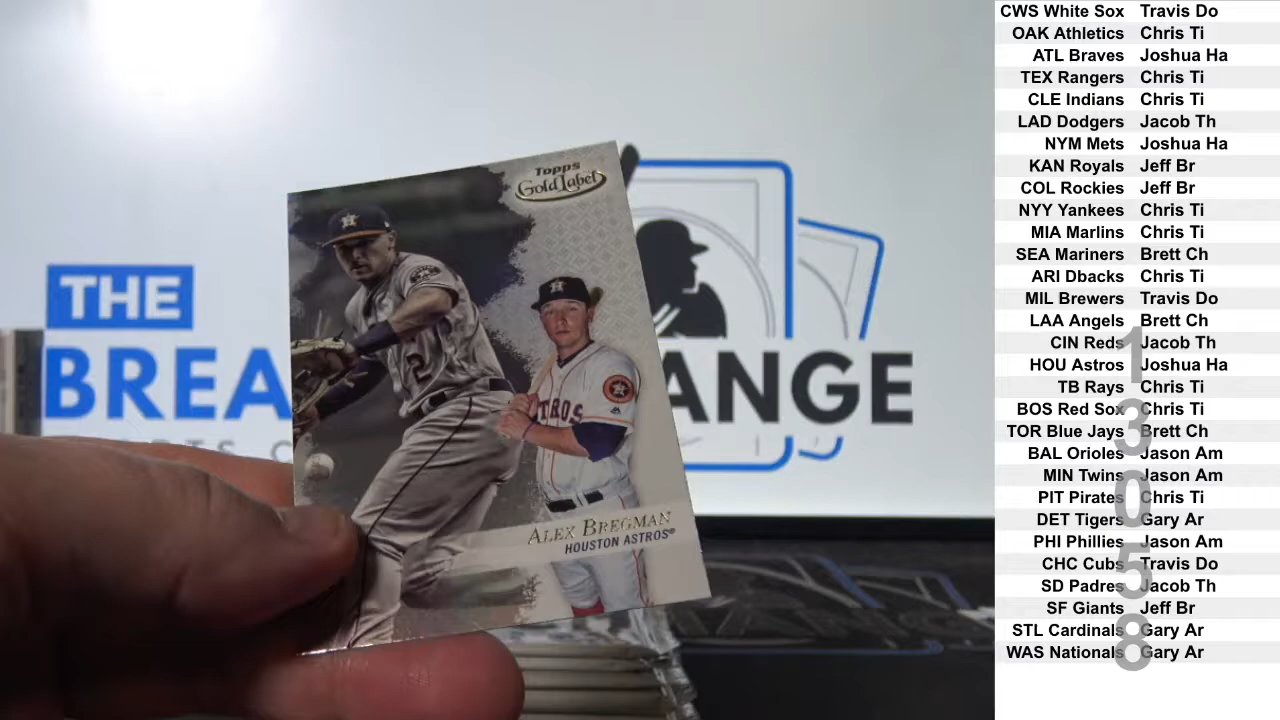 THE
BREA
ANGE
Topps
Gold Label
2
ASTROS
ALEX BREGMAN
HOUSTON ASTROS®
CWS White Sox Travis Do
OAK Athletics Chris Ti
ATL Braves Joshua Ha
TEX Rangers Chris Ti
CLE Indians Chris Ti
LAD Dodgers Jacob Th
NYM Mets Joshua Ha
KAN Royals Jeff Br
COL Rockies Jeff Br
NYY Yankees Chris Ti
MIA Marlins Chris Ti
SEA Mariners Brett Ch
ARI Dbacks Chris Ti
MIL Brewers Travis Do
LAA Angels Brett Ch
CIN Reds Jacob Th
HOU Astros Joshua Ha
TB Rays Chris Ti
BOS Red Sox Chris Ti
TOR Blue Jays Brett Ch
BAL Orioles Jason Am
MIN Twins Jason Am
PIT Pirates Chris Ti
DET Tigers Gary Ar
PHI Phillies Jason Am
CHC Cubs Travis Do
SD Padres Jacob Th
SF Giants Jeff Br
STL Cardinals Gary Ar
WAS Nationals Gary Ar
13058